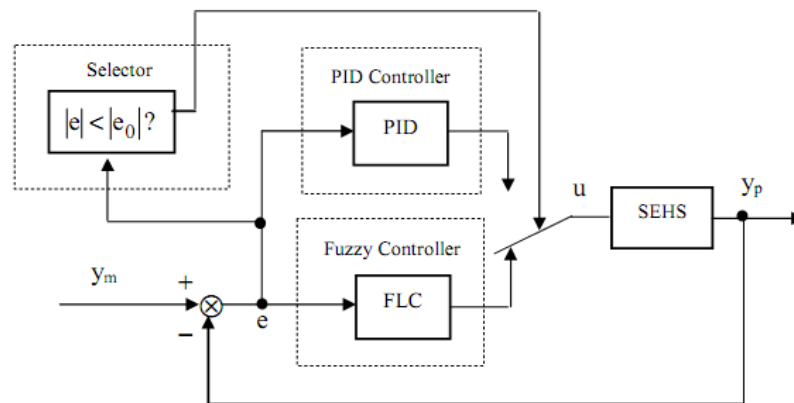 Selector
|e| < |e₀| ?
PID Controller
PID
u
SEHS
yₚ
Fuzzy Controller
FLC
yₘ
+
−
e